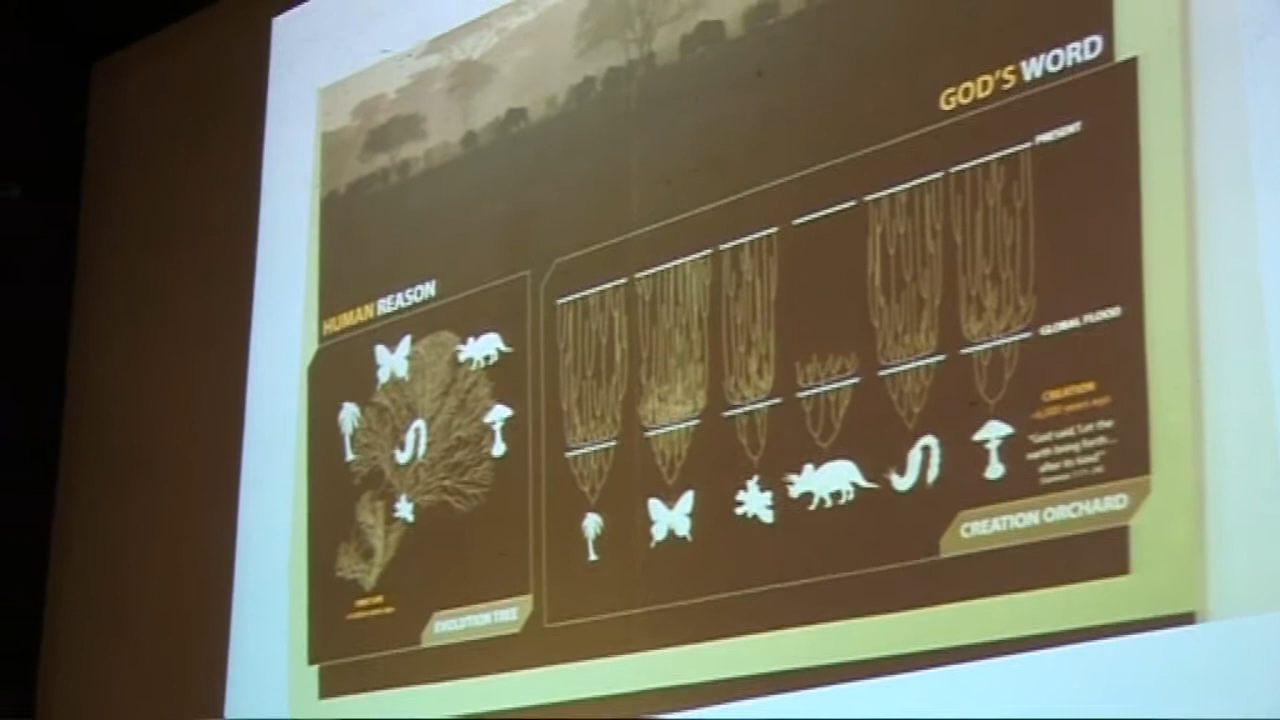 GOD'S WORD
PRESENT
HUMAN REASON
GLOBAL FLOOD
CREATION
"God said, 'Let the
earth bring forth...
after its kind'"
CREATION ORCHARD
EVOLUTION TREE